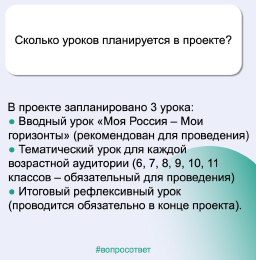 Сколько уроков планируется в проекте?
В проекте запланировано 3 урока:
● Вводный урок «Моя Россия – Мои
горизонты» (рекомендован для проведения)
● Тематический урок для каждой
возрастной аудитории (6, 7, 8, 9, 10, 11
классов – обязательный для проведения)
● Итоговый рефлексивный урок
(проводится обязательно в конце проекта).
#вопросответ